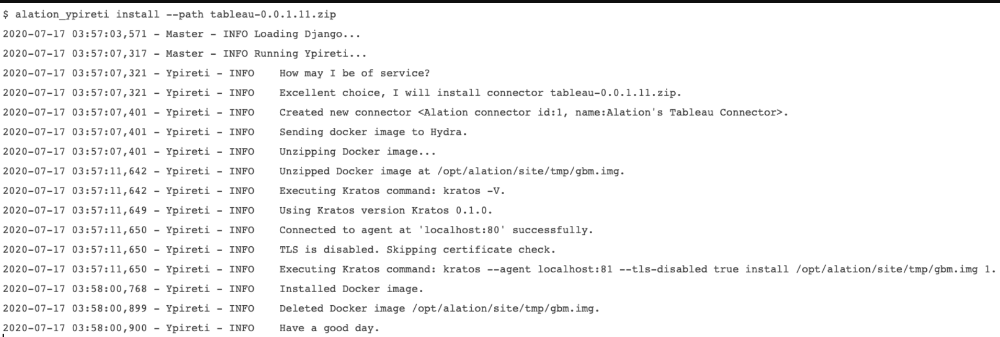 $ alation_ypireti install --path tableau-0.0.1.11.zip
2020-07-17 03:57:03,571 - Master - INFO Loading Django...
2020-07-17 03:57:07,317 - Master - INFO Running Ypireti...
2020-07-17 03:57:07,321 - Ypireti - INFO    How may I be of service?
2020-07-17 03:57:07,321 - Ypireti - INFO    Excellent choice, I will install connector tableau-0.0.1.11.zip.
2020-07-17 03:57:07,401 - Ypireti - INFO    Created new connector <Alation connector id:1, name:Alation's Tableau Connector>.
2020-07-17 03:57:07,401 - Ypireti - INFO    Sending docker image to Hydra.
2020-07-17 03:57:07,401 - Ypireti - INFO    Unzipping Docker image...
2020-07-17 03:57:11,642 - Ypireti - INFO    Unzipped Docker image at /opt/alation/site/tmp/gbm.img.
2020-07-17 03:57:11,642 - Ypireti - INFO    Executing Kratos command: kratos -V.
2020-07-17 03:57:11,649 - Ypireti - INFO    Using Kratos version Kratos 0.1.0.
2020-07-17 03:57:11,650 - Ypireti - INFO    Connected to agent at 'localhost:80' successfully.
2020-07-17 03:57:11,650 - Ypireti - INFO    TLS is disabled. Skipping certificate check.
2020-07-17 03:57:11,650 - Ypireti - INFO    Executing Kratos command: kratos --agent localhost:81 --tls-disabled true install /opt/alation/site/tmp/gbm.img 1.
2020-07-17 03:58:00,768 - Ypireti - INFO    Installed Docker image.
2020-07-17 03:58:00,899 - Ypireti - INFO    Deleted Docker image /opt/alation/site/tmp/gbm.img.
2020-07-17 03:58:00,900 - Ypireti - INFO    Have a good day.